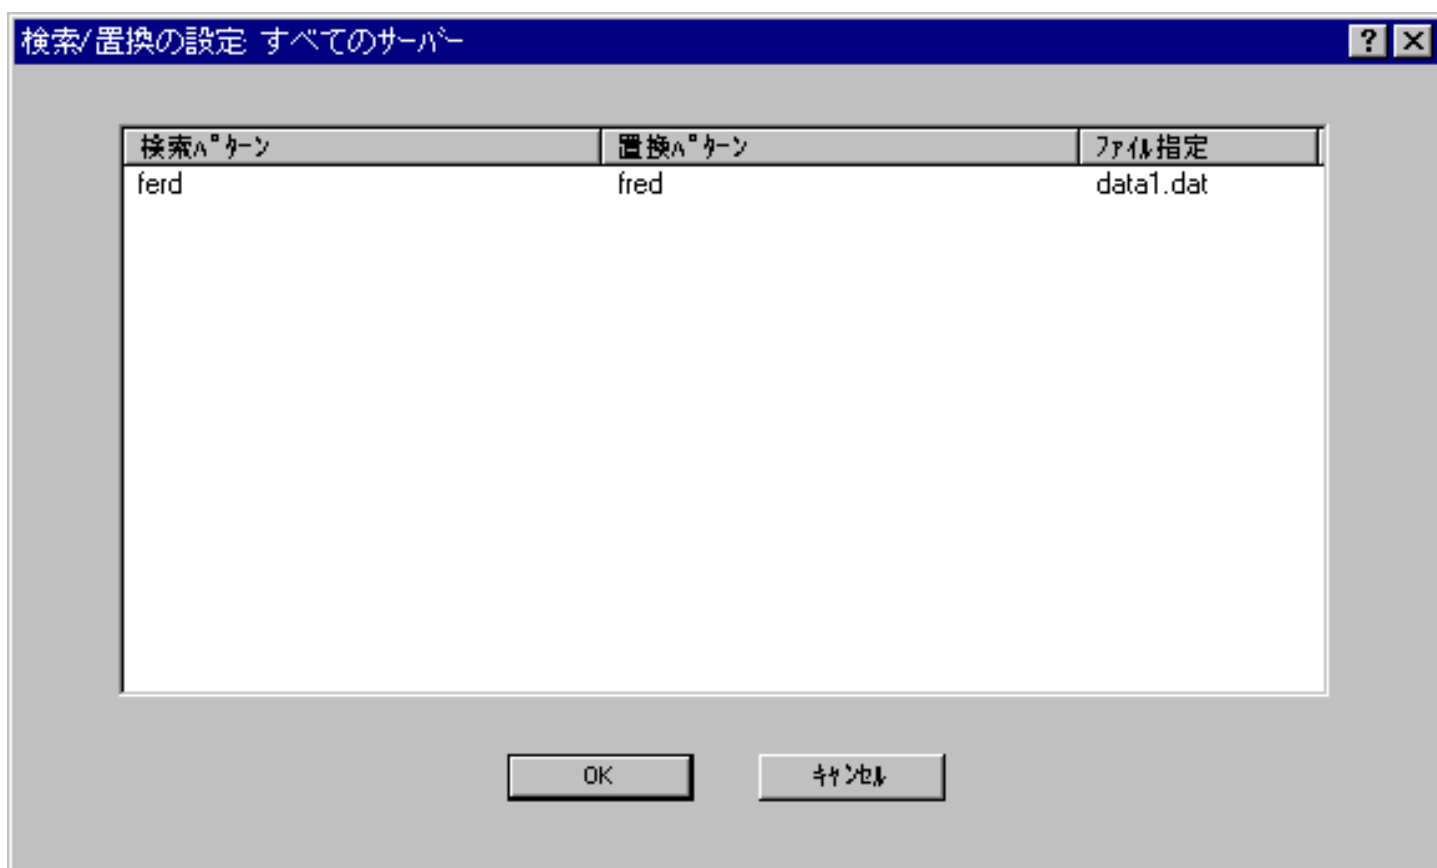 検索/置換の設定: すべてのサーバー
検索パターン 置換パターン ファイル指定
ferd fred data1.dat
OK キャンセル